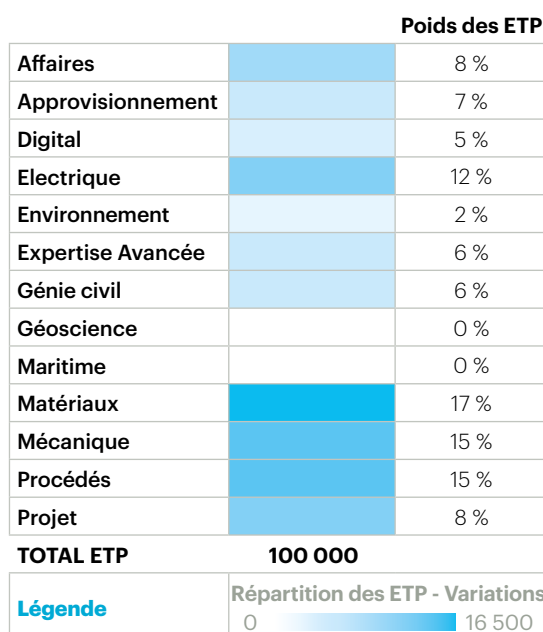 Poids des ETP
Affaires 8 %
Approvisionnement 7 %
Digital 5 %
Electrique 12 %
Environnement 2 %
Expertise Avancée 6 %
Génie civil 6 %
Géoscience 0 %
Maritime 0 %
Matériaux 17 %
Mécanique 15 %
Procédés 15 %
Projet 8 %
TOTAL ETP 100 000
Légende Répartition des ETP - Variations
0 16 500